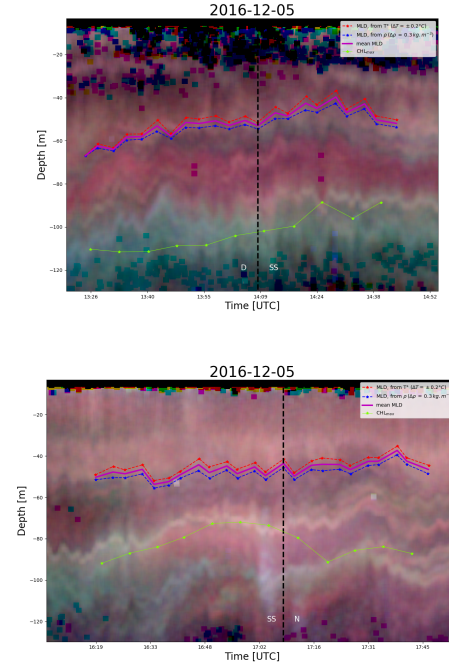 2016-12-05
MLD, from T° (ΔT = ±0.2°C)
MLD, from ρ (Δρ = 0.3 kg.m⁻³)
mean MLD
CHLmax
Depth [m]
−20
−40
−60
−80
−100
−120
D SS
13:26 13:40 13:55 14:09 14:24 14:38 14:52
Time [UTC]
2016-12-05
MLD, from T° (ΔT = ±0.2°C)
MLD, from ρ (Δρ = 0.3 kg.m⁻
mean MLD
CHLmax
Depth [m]
−20
−40
−60
−80
−100
−120
SS N
16:19 16:33 16:48 17:02 17:16 17:31 17:45
Time [UTC]